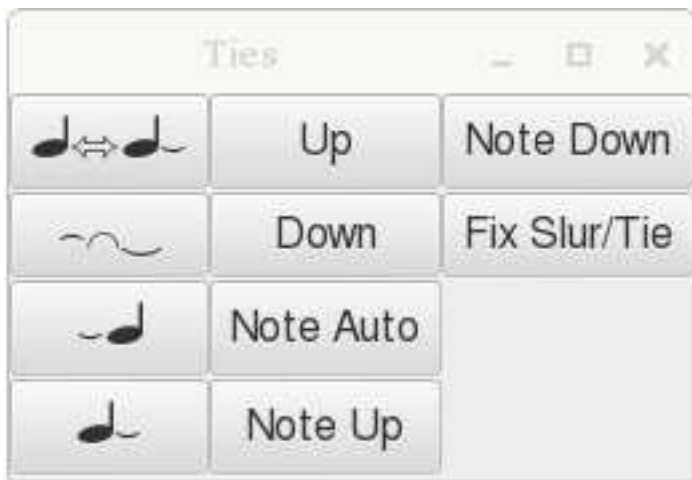 Ties
Up Note Down
Down Fix Slur/Tie
Note Auto
Note Up